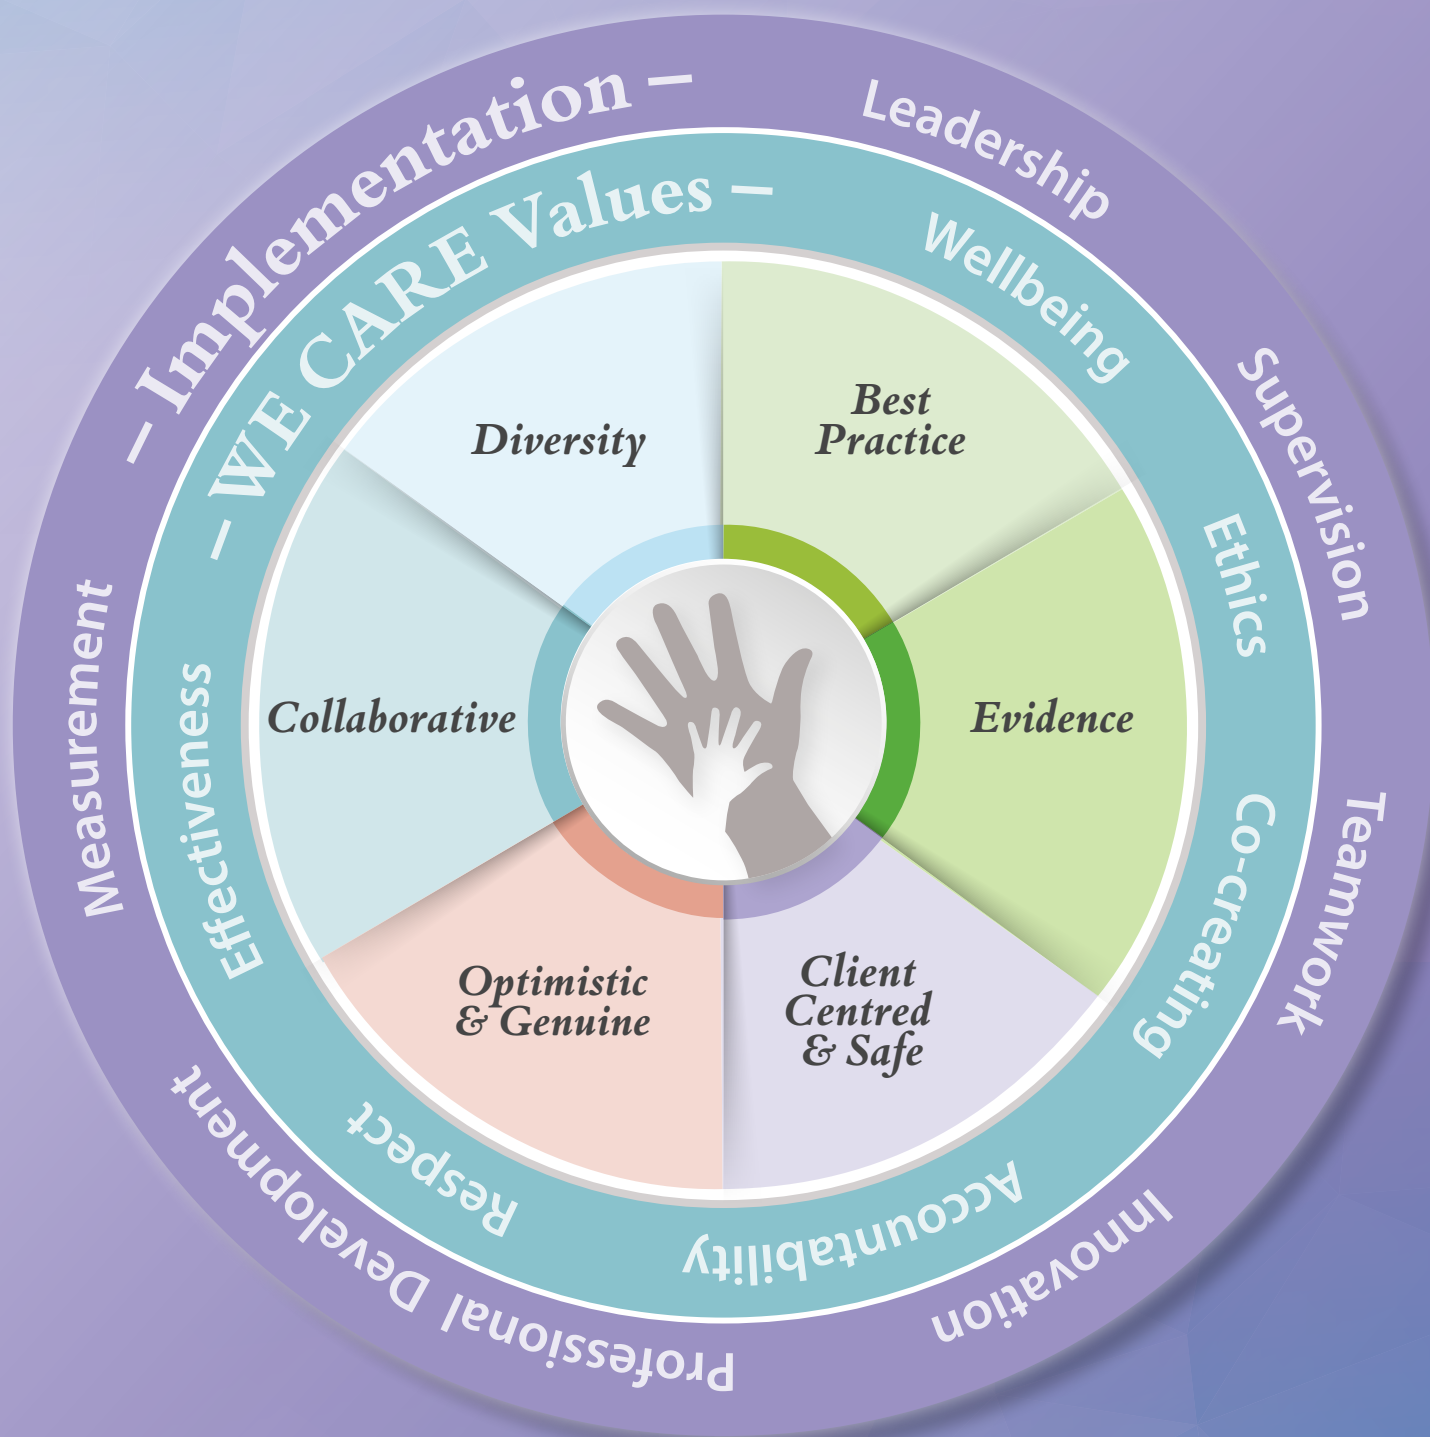 — Implementation —
Leadership
Supervision
Teamwork
Innovation
Professional Development
Measurement
— WE CARE Values —
Wellbeing
Ethics
Co-creating
Accountability
Respect
Effectiveness
Best
Practice
Evidence
Client
Centred
& Safe
Optimistic
& Genuine
Collaborative
Diversity